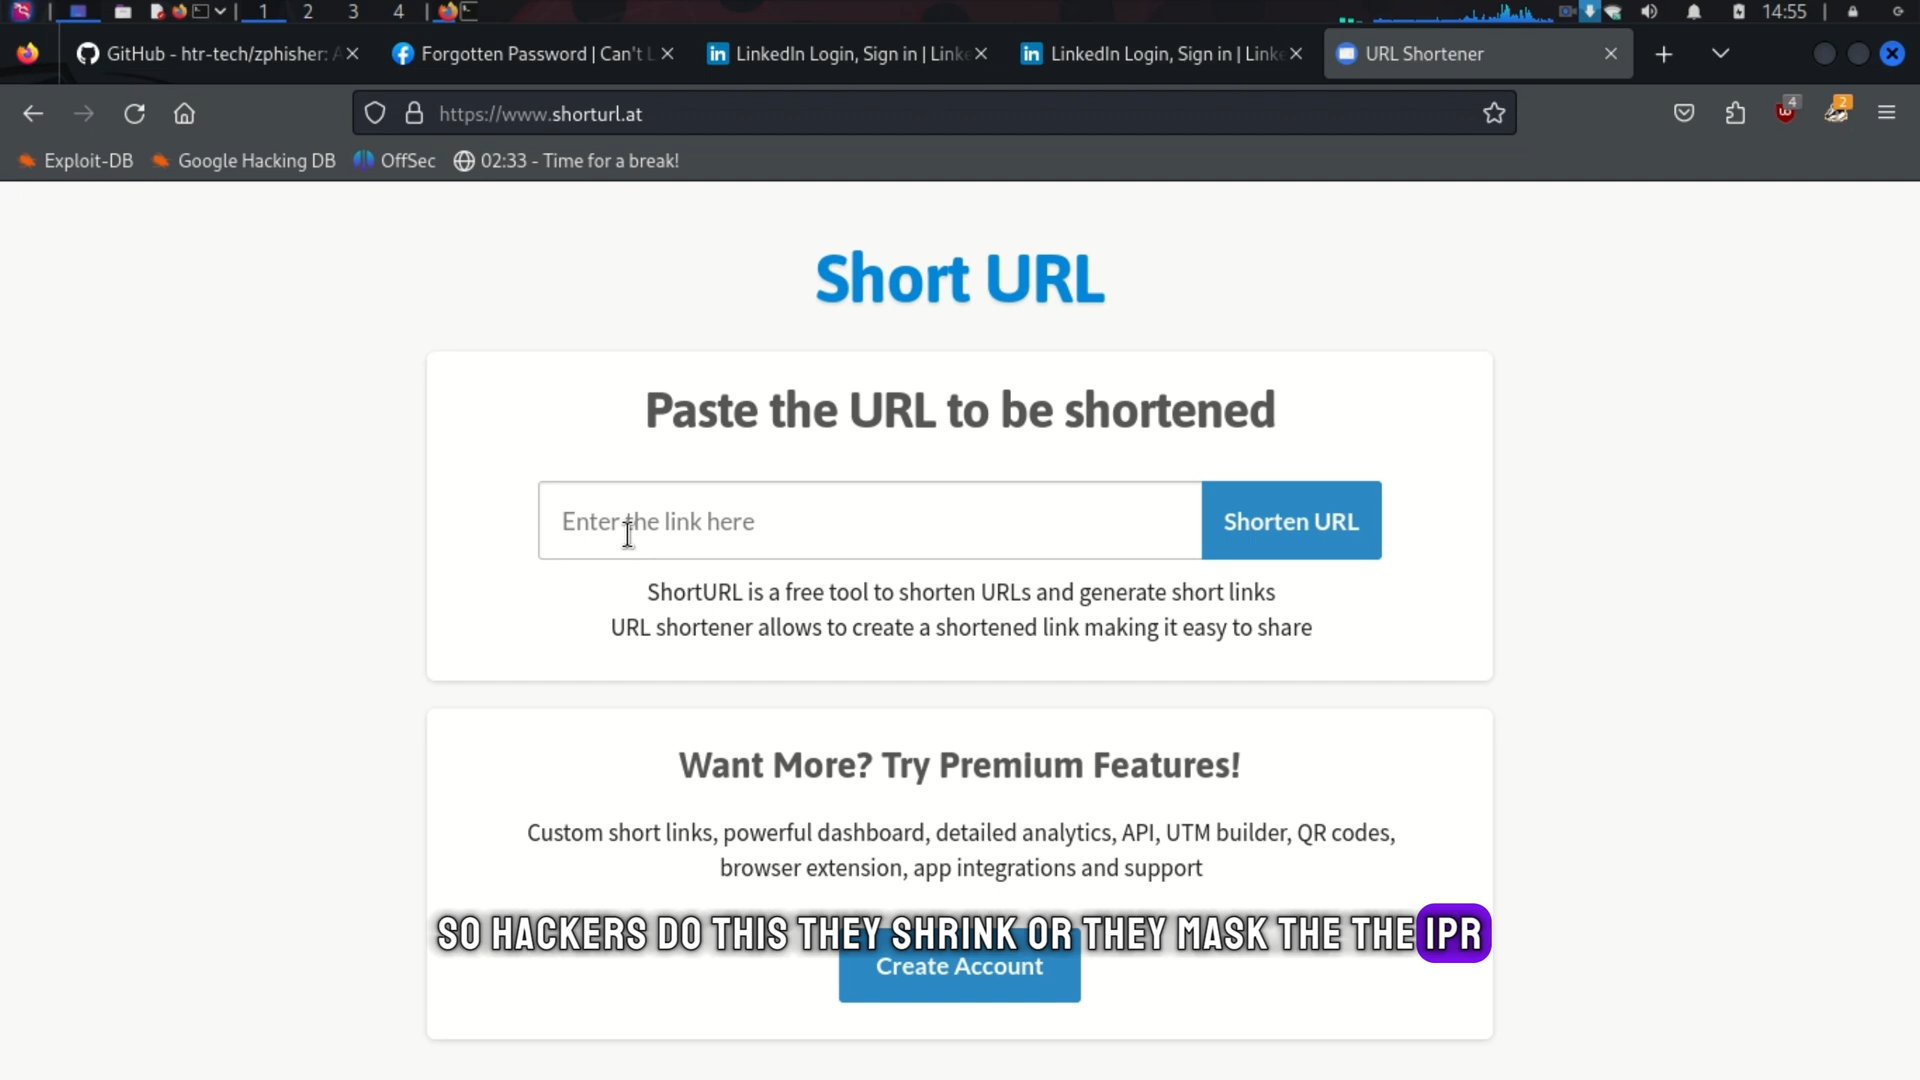 1 2 3 4 14:55
GitHub - htr-tech/zphisher: A
Forgotten Password | Can't L
LinkedIn Login, Sign in | Linke
LinkedIn Login, Sign in | Linke
URL Shortener
https://www.shorturl.at
4
2
Exploit-DB
Google Hacking DB
OffSec
02:33 - Time for a break!
Short URL
Paste the URL to be shortened
Enter the link here
Shorten URL
ShortURL is a free tool to shorten URLs and generate short links
URL shortener allows to create a shortened link making it easy to share
Want More? Try Premium Features!
Custom short links, powerful dashboard, detailed analytics, API, UTM builder, QR codes,
browser extension, app integrations and support
SO HACKERS DO THIS THEY SHRINK OR THEY MASK THE THE IPR
Create Account